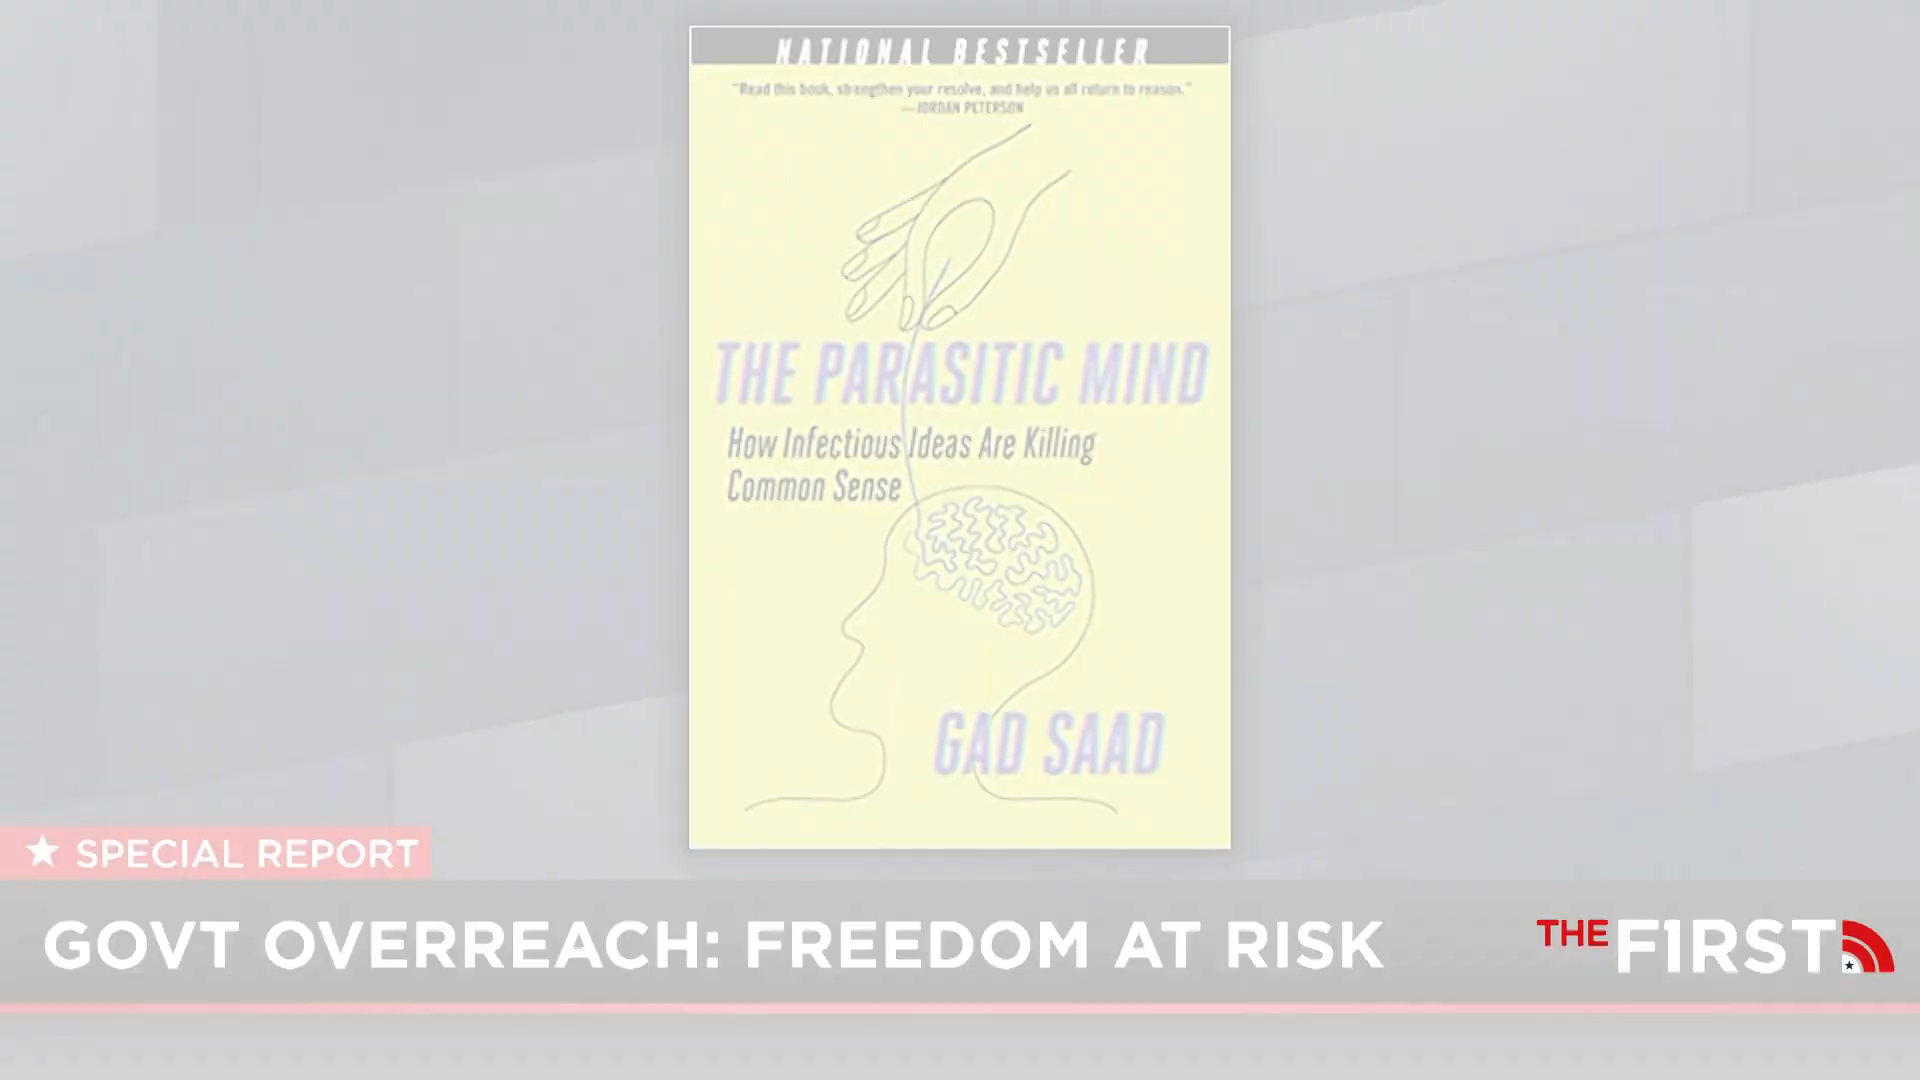 NATIONAL BESTSELLER
"Read this book, strengthen your resolve, and help us all return to reason."
—JORDAN PETERSON
THE PARASITIC MIND
How Infectious Ideas Are Killing
Common Sense
GAD SAAD
SPECIAL REPORT
GOVT OVERREACH: FREEDOM AT RISK
THE F1RST